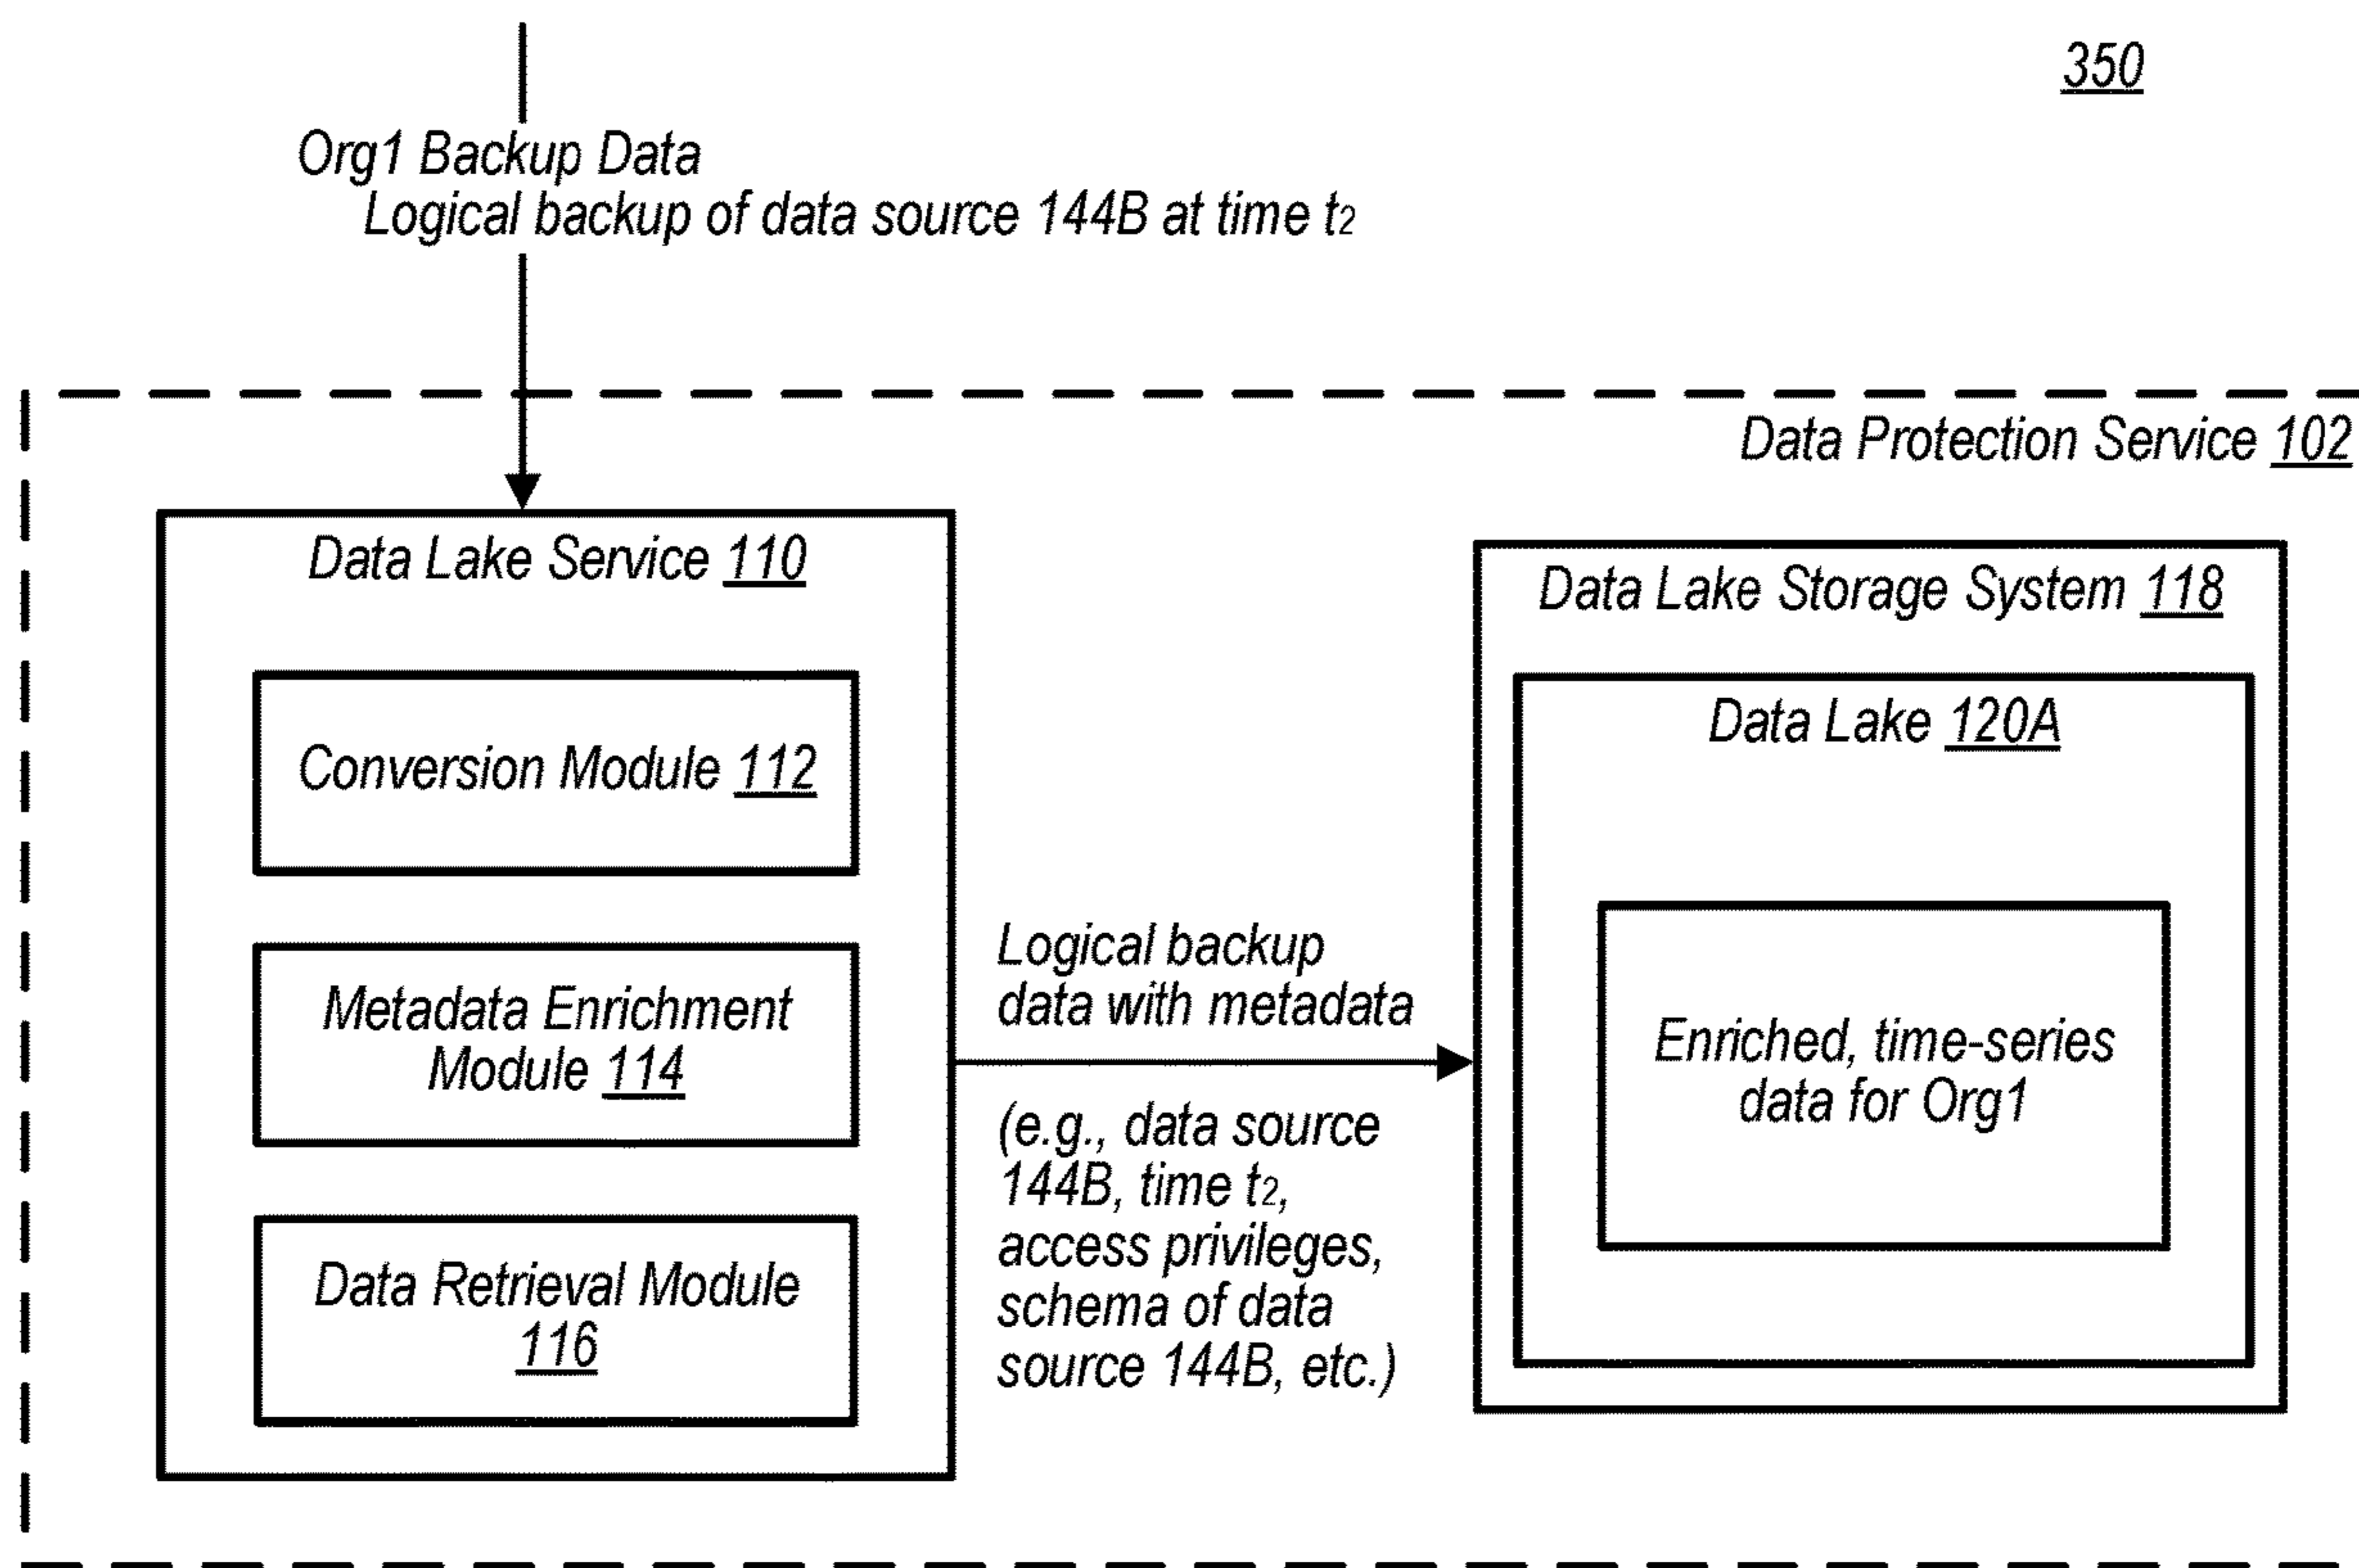 350
Org1 Backup Data
Logical backup of data source 144B at time t₂
Data Protection Service 102
Data Lake Service 110
Conversion Module 112
Metadata Enrichment
Module 114
Data Retrieval Module
116
Logical backup
data with metadata
(e.g., data source
144B, time t₂,
access privileges,
schema of data
source 144B, etc.)
Data Lake Storage System 118
Data Lake 120A
Enriched, time-series
data for Org1